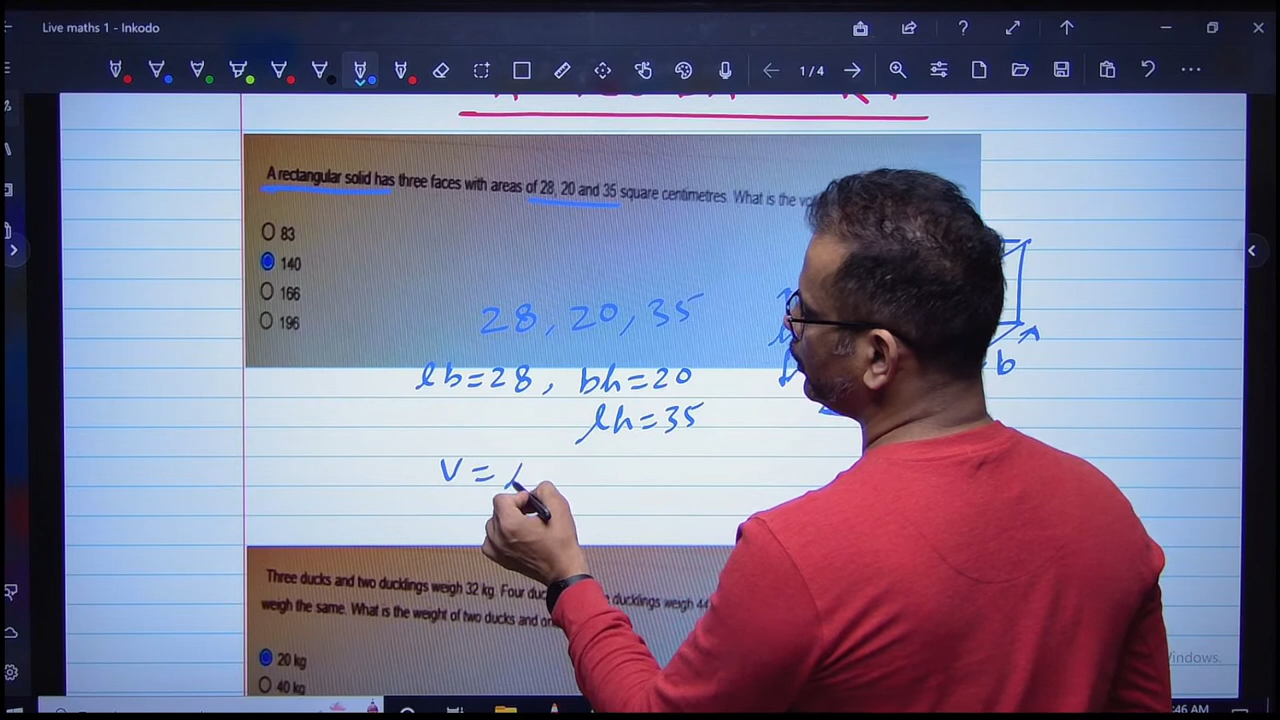 Live maths 1 - Inkodo
1/4
A rectangular solid has three faces with areas of 28, 20 and 35 square centimetres. What is the
83
140
166
196
28, 20, 35
b
lb=28, bh=20
lh=35
V =
Three ducks and two ducklings weigh 32 kg. Four ducklings weigh 44
weigh the same. What is the weight of two ducks and
20 kg
40 kg
Windows.
46 AM